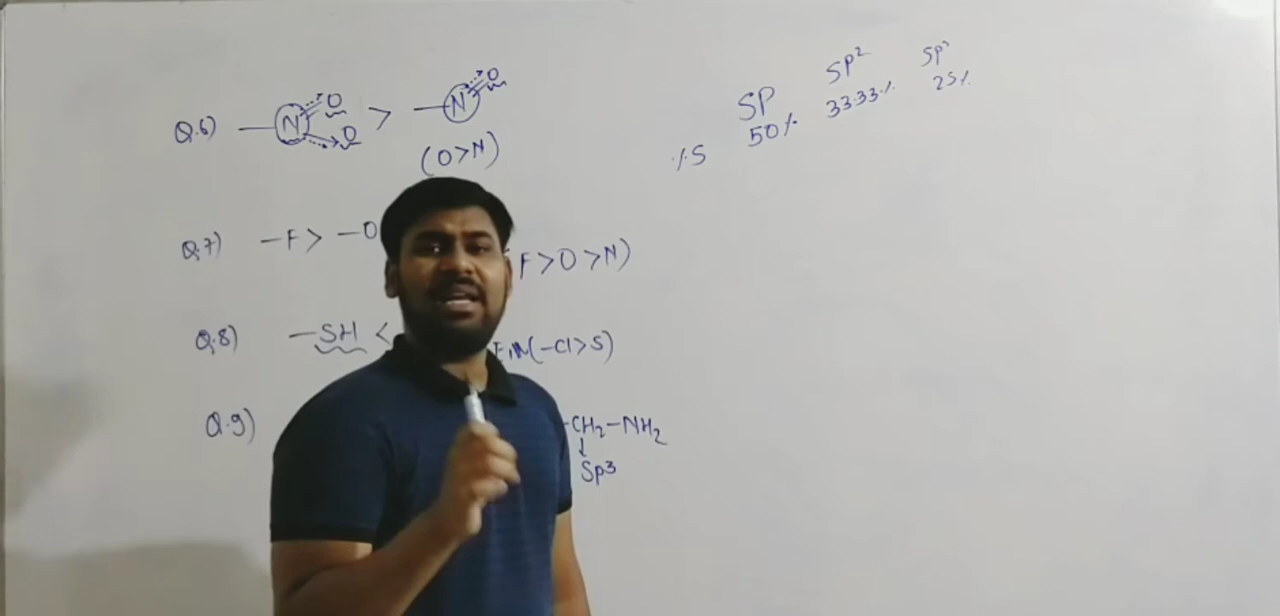 Q.6) –N=O→O > –N=O
(O>N)
Q.7) –F> –O F>O>N)
Q.8) –SH < E,N(–Cl>S)
Q.9) –CH2–NH2
↓
Sp3
SP SP2 SP3
%S 50% 33.33% 25%